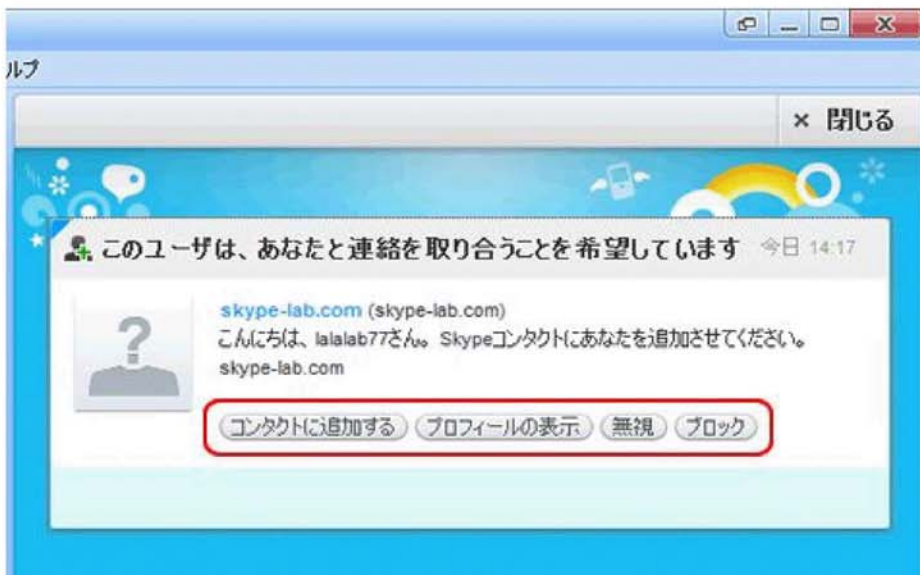 ルプ
× 閉じる
このユーザは、あなたと連絡を取り合うことを希望しています 今日 14:17
skype-lab.com (skype-lab.com)
こんにちは、lalalab77さん。Skypeコンタクトにあなたを追加させてください。
skype-lab.com
コンタクトに追加する プロフィールの表示 無視 ブロック